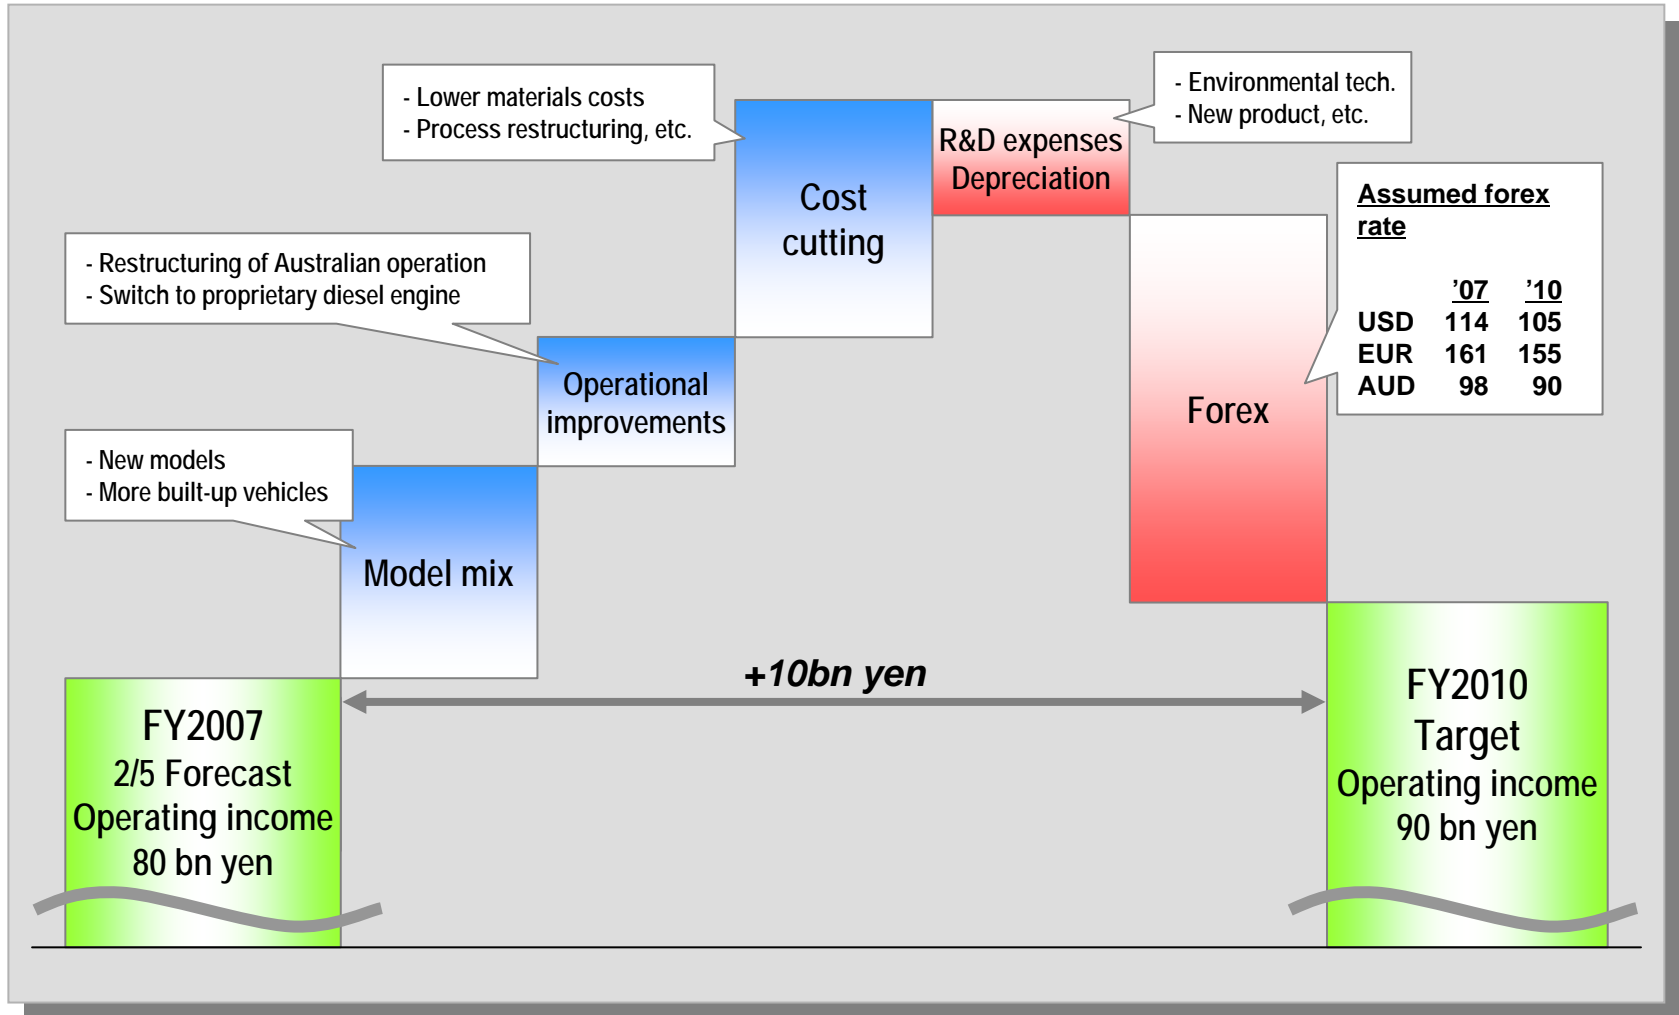 - Lower materials costs
- Process restructuring, etc.
- Environmental tech.
- New product, etc.
R&D expenses
Depreciation
Cost
cutting
Assumed forex
rate
’07 ’10
USD 114 105
EUR 161 155
AUD 98 90
- Restructuring of Australian operation
- Switch to proprietary diesel engine
Operational
improvements
Forex
- New models
- More built-up vehicles
Model mix
+10bn yen
FY2007
2/5 Forecast
Operating income
80 bn yen
FY2010
Target
Operating income
90 bn yen